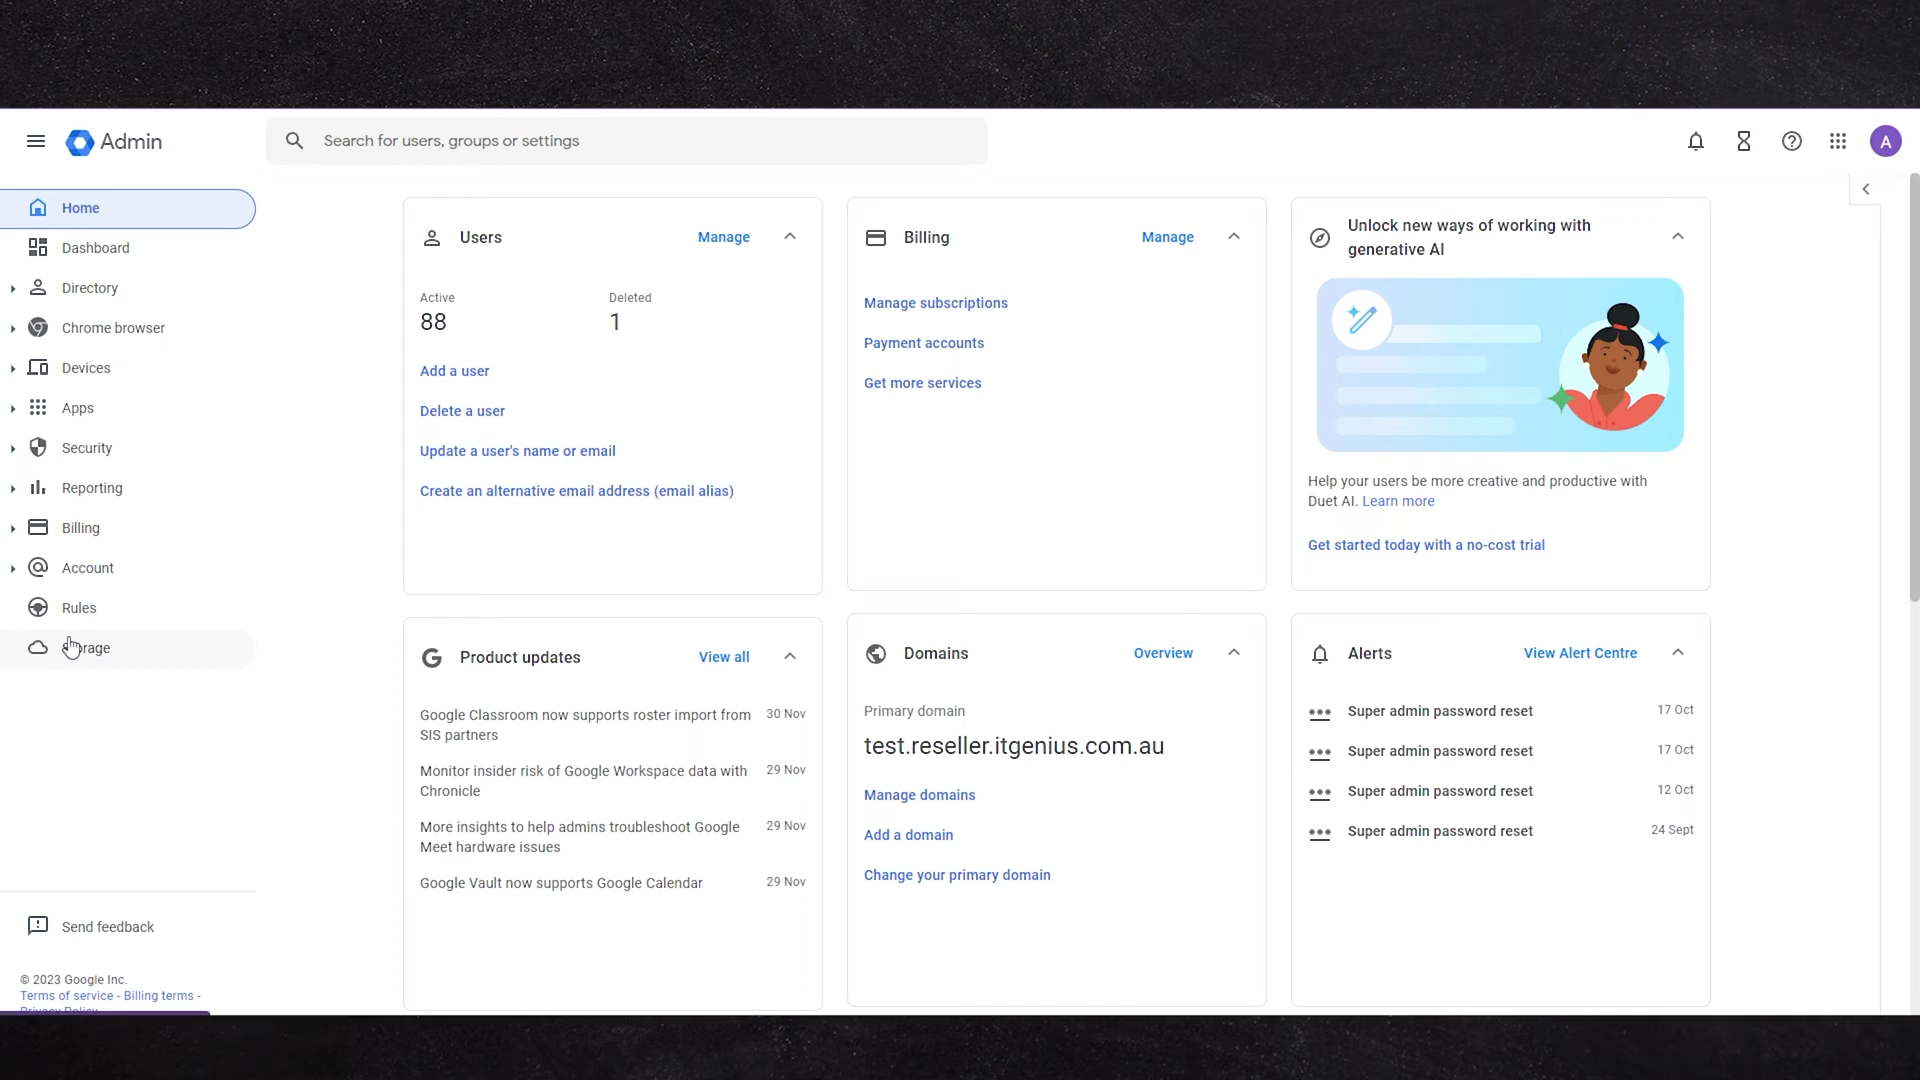 Admin
Search for users, groups or settings
A
Home
Dashboard
Directory
Chrome browser
Devices
Apps
Security
Reporting
Billing
Account
Rules
Send feedback
© 2023 Google Inc.
Terms of service - Billing terms -
Privacy Policy
Users
Manage
Active
Deleted
88
1
Add a user
Delete a user
Update a user's name or email
Create an alternative email address (email alias)
Billing
Manage
Manage subscriptions
Payment accounts
Get more services
Unlock new ways of working with
generative AI
Help your users be more creative and productive with
Duet AI. Learn more
Get started today with a no-cost trial
Product updates
View all
Google Classroom now supports roster import from 30 Nov
SIS partners
Monitor insider risk of Google Workspace data with 29 Nov
Chronicle
More insights to help admins troubleshoot Google 29 Nov
Meet hardware issues
Google Vault now supports Google Calendar 29 Nov
Domains
Overview
Primary domain
test.reseller.itgenius.com.au
Manage domains
Add a domain
Change your primary domain
Alerts
View Alert Centre
Super admin password reset 17 Oct
Super admin password reset 17 Oct
Super admin password reset 12 Oct
Super admin password reset 24 Sept